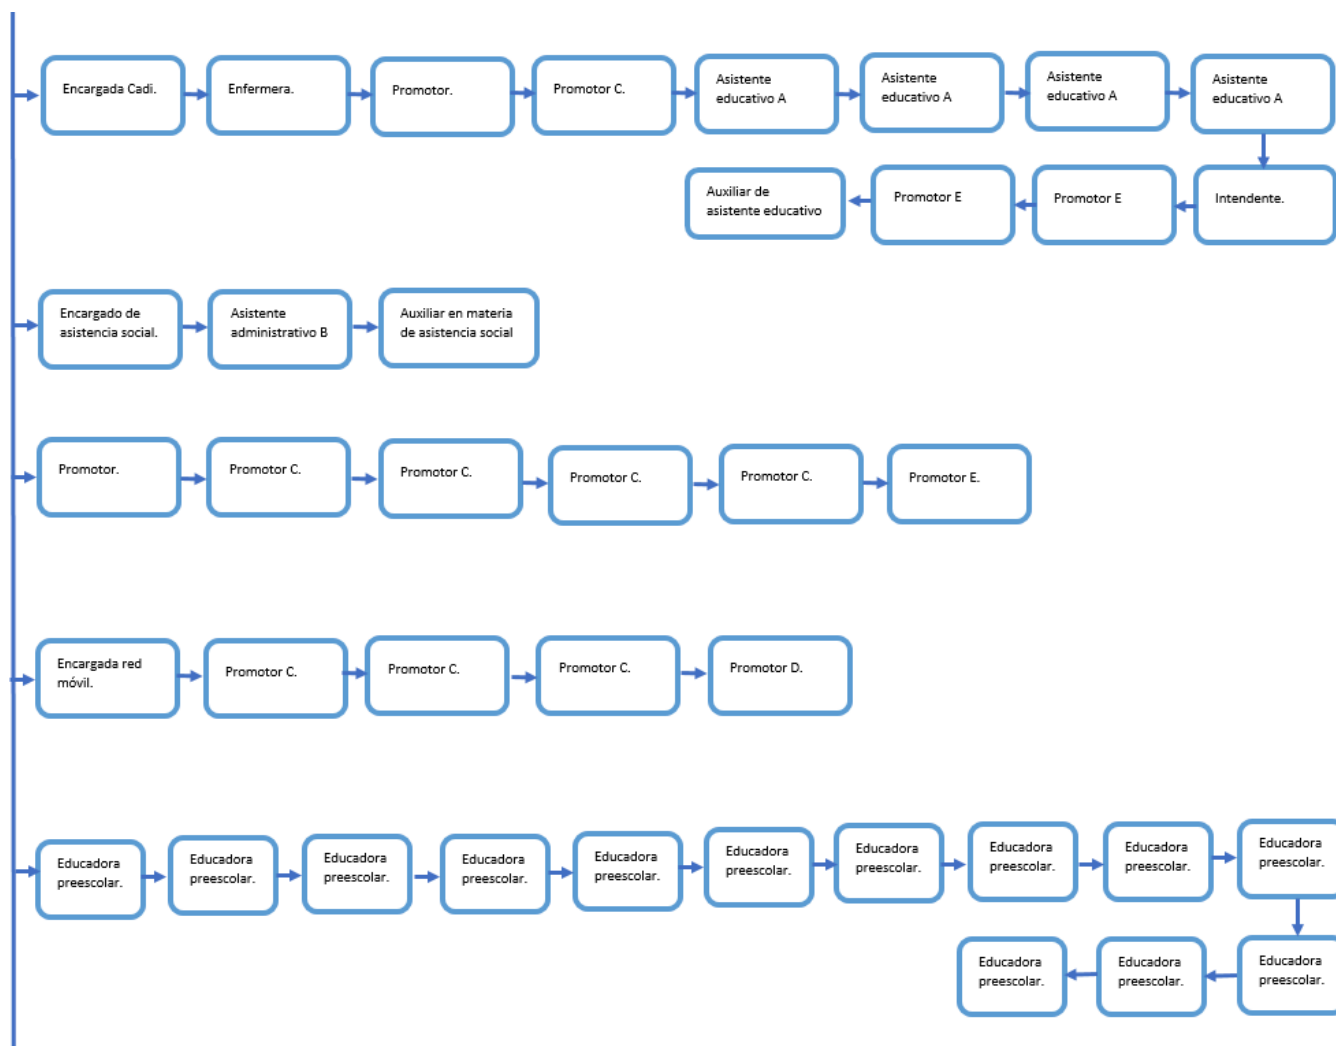 Encargada Cadi.
Enfermera.
Promotor.
Promotor C.
Asistente
educativo A
Asistente
educativo A
Asistente
educativo A
Asistente
educativo A
Auxiliar de
asistente educativo
Promotor E
Promotor E
Intendente.
Encargado de
asistencia social.
Asistente
administrativo B
Auxiliar en materia
de asistencia social
Promotor.
Promotor C.
Promotor C.
Promotor C.
Promotor C.
Promotor E.
Encargada red
móvil.
Promotor C.
Promotor C.
Promotor C.
Promotor D.
Educadora
preescolar.
Educadora
preescolar.
Educadora
preescolar.
Educadora
preescolar.
Educadora
preescolar.
Educadora
preescolar.
Educadora
preescolar.
Educadora
preescolar.
Educadora
preescolar.
Educadora
preescolar.
Educadora
preescolar.
Educadora
preescolar.
Educadora
preescolar.